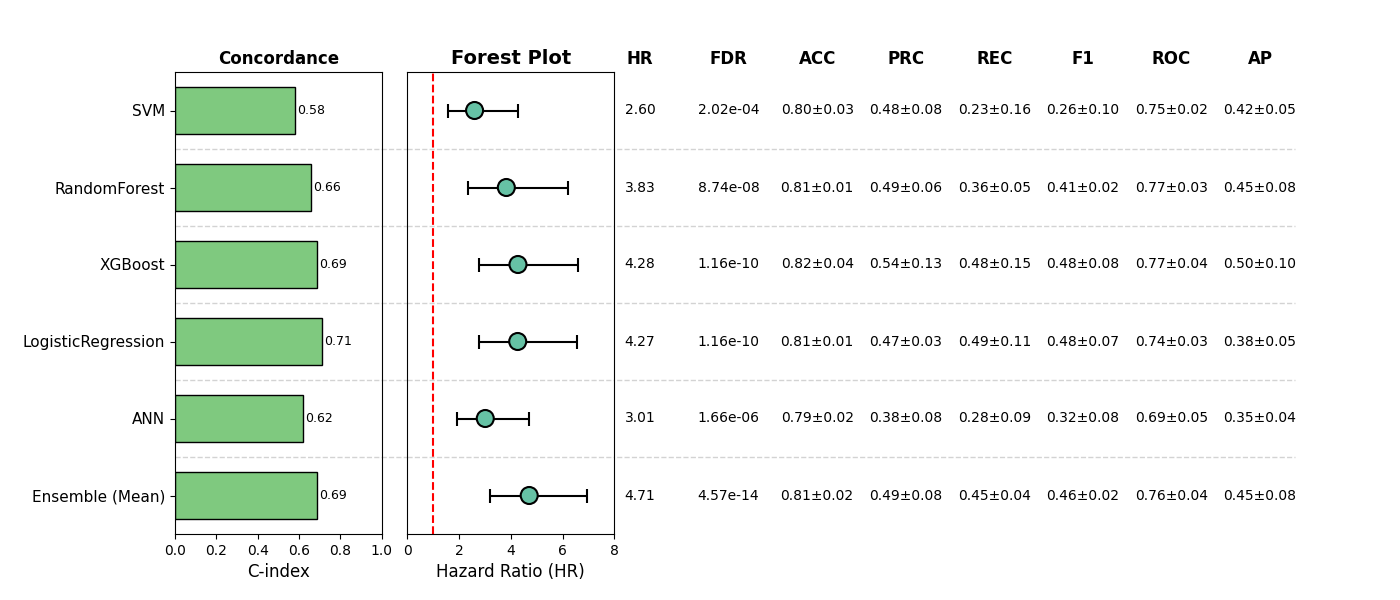 Concordance Forest Plot HR FDR ACC PRC REC F1 ROC AP
SVM 0.58 2.60 2.02e-04 0.80±0.03 0.48±0.08 0.23±0.16 0.26±0.10 0.75±0.02 0.42±0.05
RandomForest 0.66 3.83 8.74e-08 0.81±0.01 0.49±0.06 0.36±0.05 0.41±0.02 0.77±0.03 0.45±0.08
XGBoost 0.69 4.28 1.16e-10 0.82±0.04 0.54±0.13 0.48±0.15 0.48±0.08 0.77±0.04 0.50±0.10
LogisticRegression 0.71 4.27 1.16e-10 0.81±0.01 0.47±0.03 0.49±0.11 0.48±0.07 0.74±0.03 0.38±0.05
ANN 0.62 3.01 1.66e-06 0.79±0.02 0.38±0.08 0.28±0.09 0.32±0.08 0.69±0.05 0.35±0.04
Ensemble (Mean) 0.69 4.71 4.57e-14 0.81±0.02 0.49±0.08 0.45±0.04 0.46±0.02 0.76±0.04 0.45±0.08
0.0 0.2 0.4 0.6 0.8 1.0 0 2 4 6 8
C-index Hazard Ratio (HR)